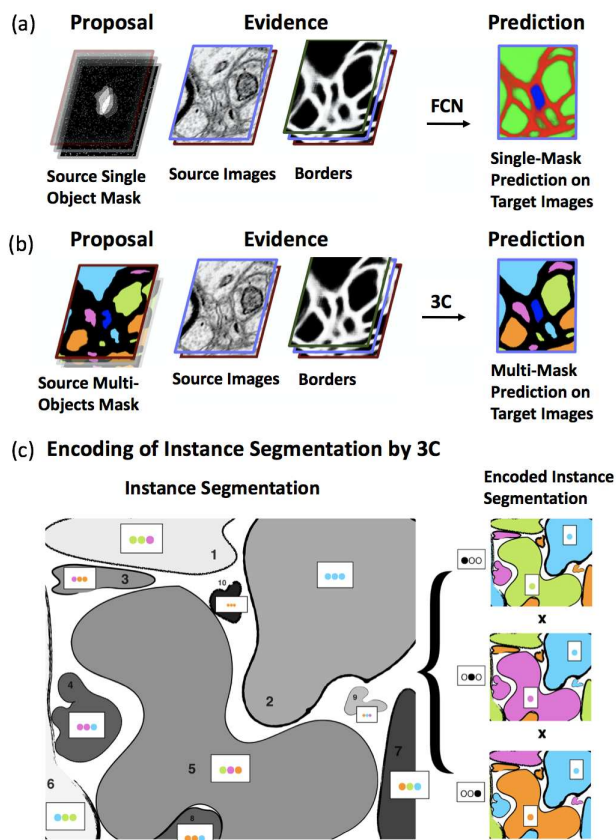 (a) Proposal Evidence Prediction
FCN
Source Single
Object Mask
Source Images
Borders
Single-Mask
Prediction on
Target Images
(b) Proposal Evidence Prediction
3C
Source Multi-
Objects Mask
Source Images
Borders
Multi-Mask
Prediction on
Target Images
(c) Encoding of Instance Segmentation by 3C
Instance Segmentation
Encoded Instance
Segmentation
1
3
10
2
4
9
5
7
6
8
x
x